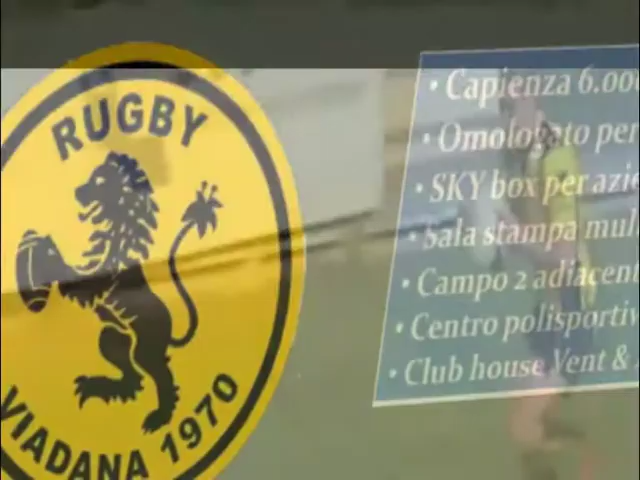 RUGBY
VIADANA 1970
• Capienza 6.00
• Omologato per
• SKY box per azie
• Sala stampa mul
• Campo 2 adiacent
• Centro polisportiv
• Club house Vent &